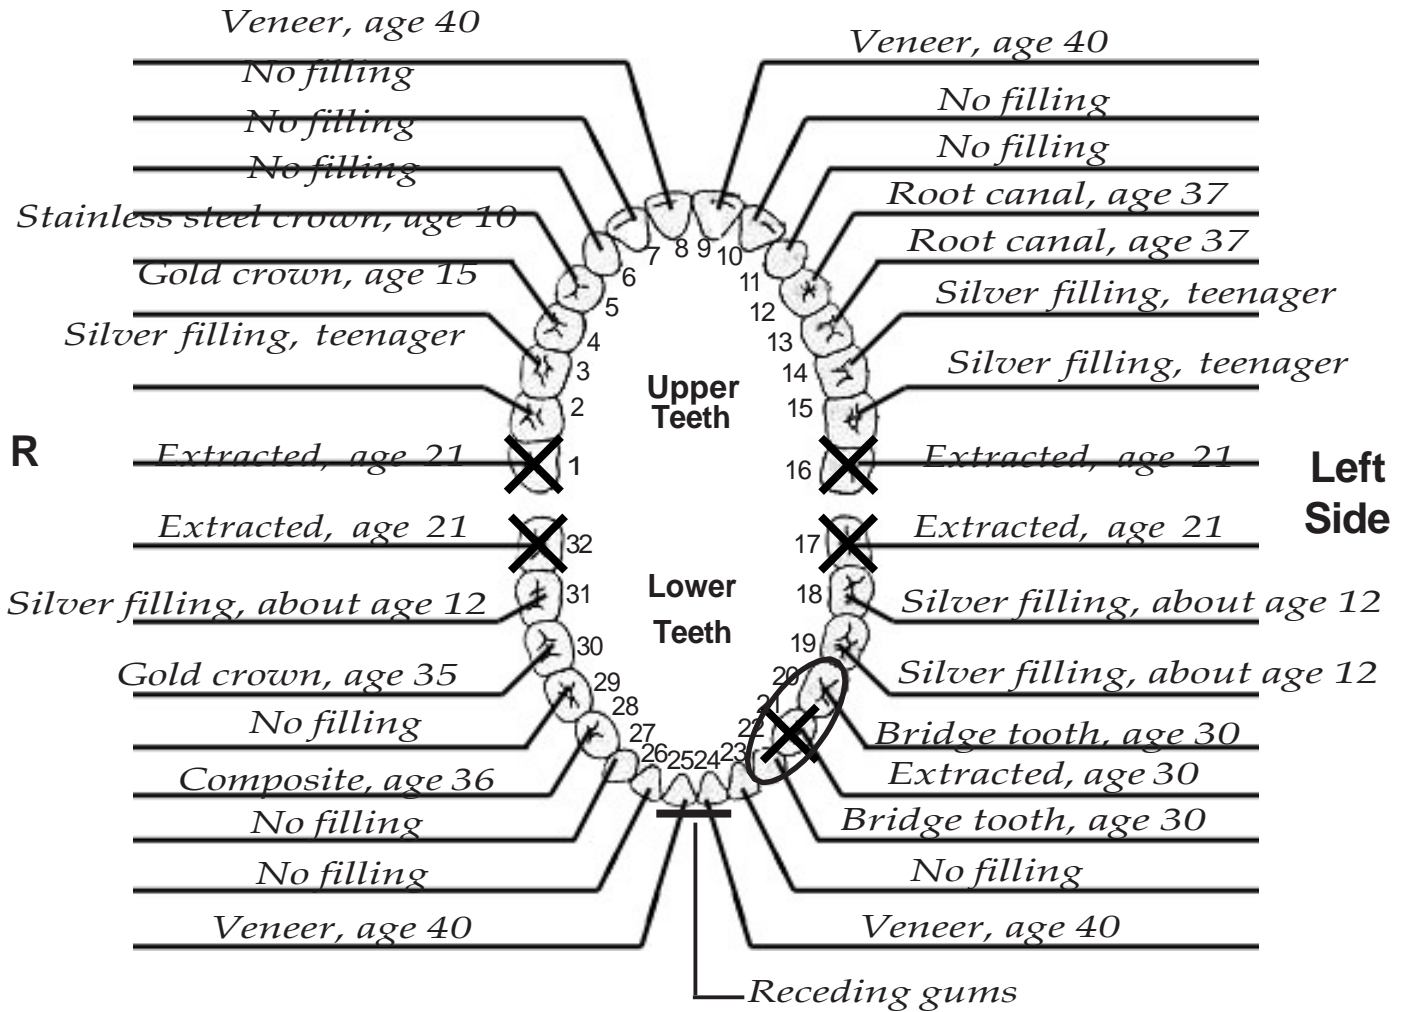 Veneer, age 40
Veneer, age 40
No filling
No filling
No filling
No filling
No filling
Root canal, age 37
Stainless steel crown, age 10
Root canal, age 37
Gold crown, age 15
Silver filling, teenager
Silver filling, teenager
Silver filling, teenager
7 8 9 10
6 11
5 12
4 13
3 14
2 15
1 16
Upper
Teeth
R
Extracted, age 21
Extracted, age 21
Left
Side
Extracted, age 21
Extracted, age 21
32 17
31 18
30 19
29 20
28 21
27 22
26 25 24 23
Lower
Teeth
Silver filling, about age 12
Silver filling, about age 12
Gold crown, age 35
Silver filling, about age 12
No filling
Bridge tooth, age 30
Composite, age 36
Extracted, age 30
No filling
Bridge tooth, age 30
No filling
No filling
Veneer, age 40
Veneer, age 40
Receding gums